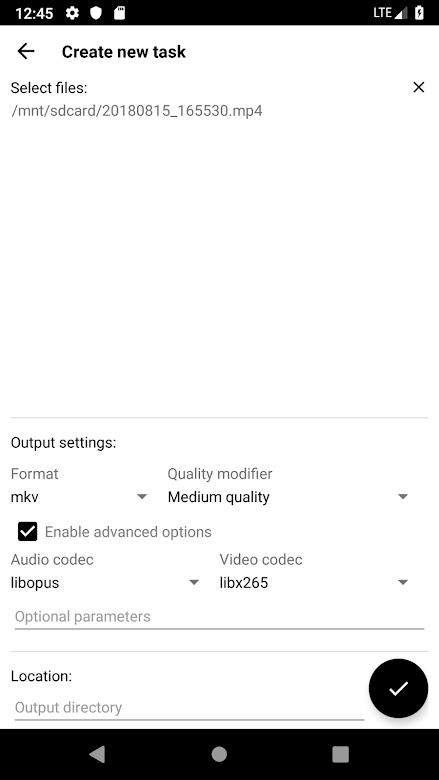 12:45 LTE
Create new task
Select files:
/mnt/sdcard/20180815_165530.mp4
Output settings:
Format Quality modifier
mkv Medium quality
Enable advanced options
Audio codec Video codec
libopus libx265
Optional parameters
Location:
Output directory